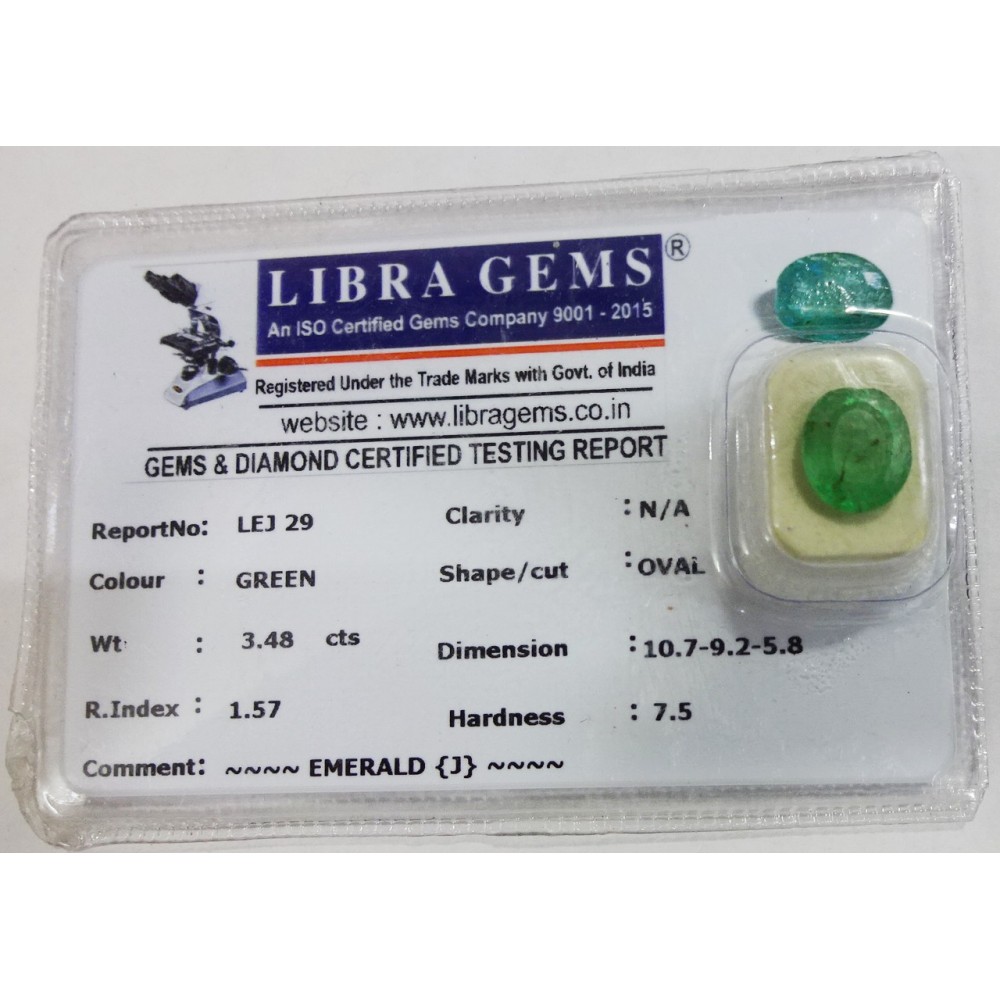 LIBRA GEMS ®
An ISO Certified Gems Company 9001 - 2015
Registered Under the Trade Marks with Govt. of India
website : www.libragems.co.in
GEMS & DIAMOND CERTIFIED TESTING REPORT
ReportNo: LEJ 29 Clarity : N/A
Colour : GREEN Shape/cut : OVAL
Wt : 3.48 cts Dimension : 10.7-9.2-5.8
R.Index : 1.57 Hardness : 7.5
Comment: ~~~~ EMERALD {J} ~~~~